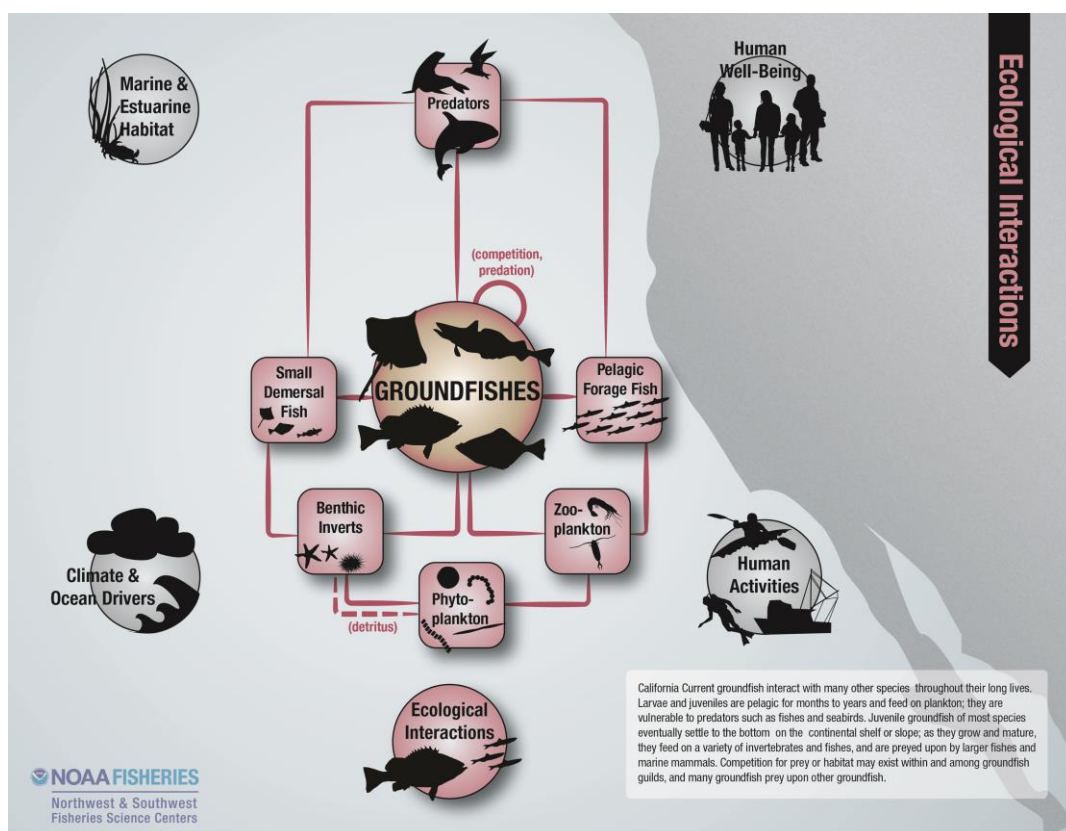 Marine &
Estuarine
Habitat
Predators
Human
Well-Being
Ecological Interactions
(competition,
predation)
Small
Demersal
Fish
GROUNDFISHES
Pelagic
Forage Fish
Benthic
Inverts
Zoo-
plankton
Climate &
Ocean Drivers
Phyto-
plankton
(detritus)
Human
Activities
Ecological
Interactions
California Current groundfish interact with many other species throughout their long lives.
Larvae and juveniles are pelagic for months to years and feed on plankton; they are
vulnerable to predators such as fishes and seabirds. Juvenile groundfish of most species
eventually settle to the bottom on the continental shelf or slope; as they grow and mature,
they feed on a variety of invertebrates and fishes, and are preyed upon by larger fishes and
marine mammals. Competition for prey or habitat may exist within and among groundfish
guilds, and many groundfish prey upon other groundfish.
NOAA FISHERIES
Northwest & Southwest
Fisheries Science Centers